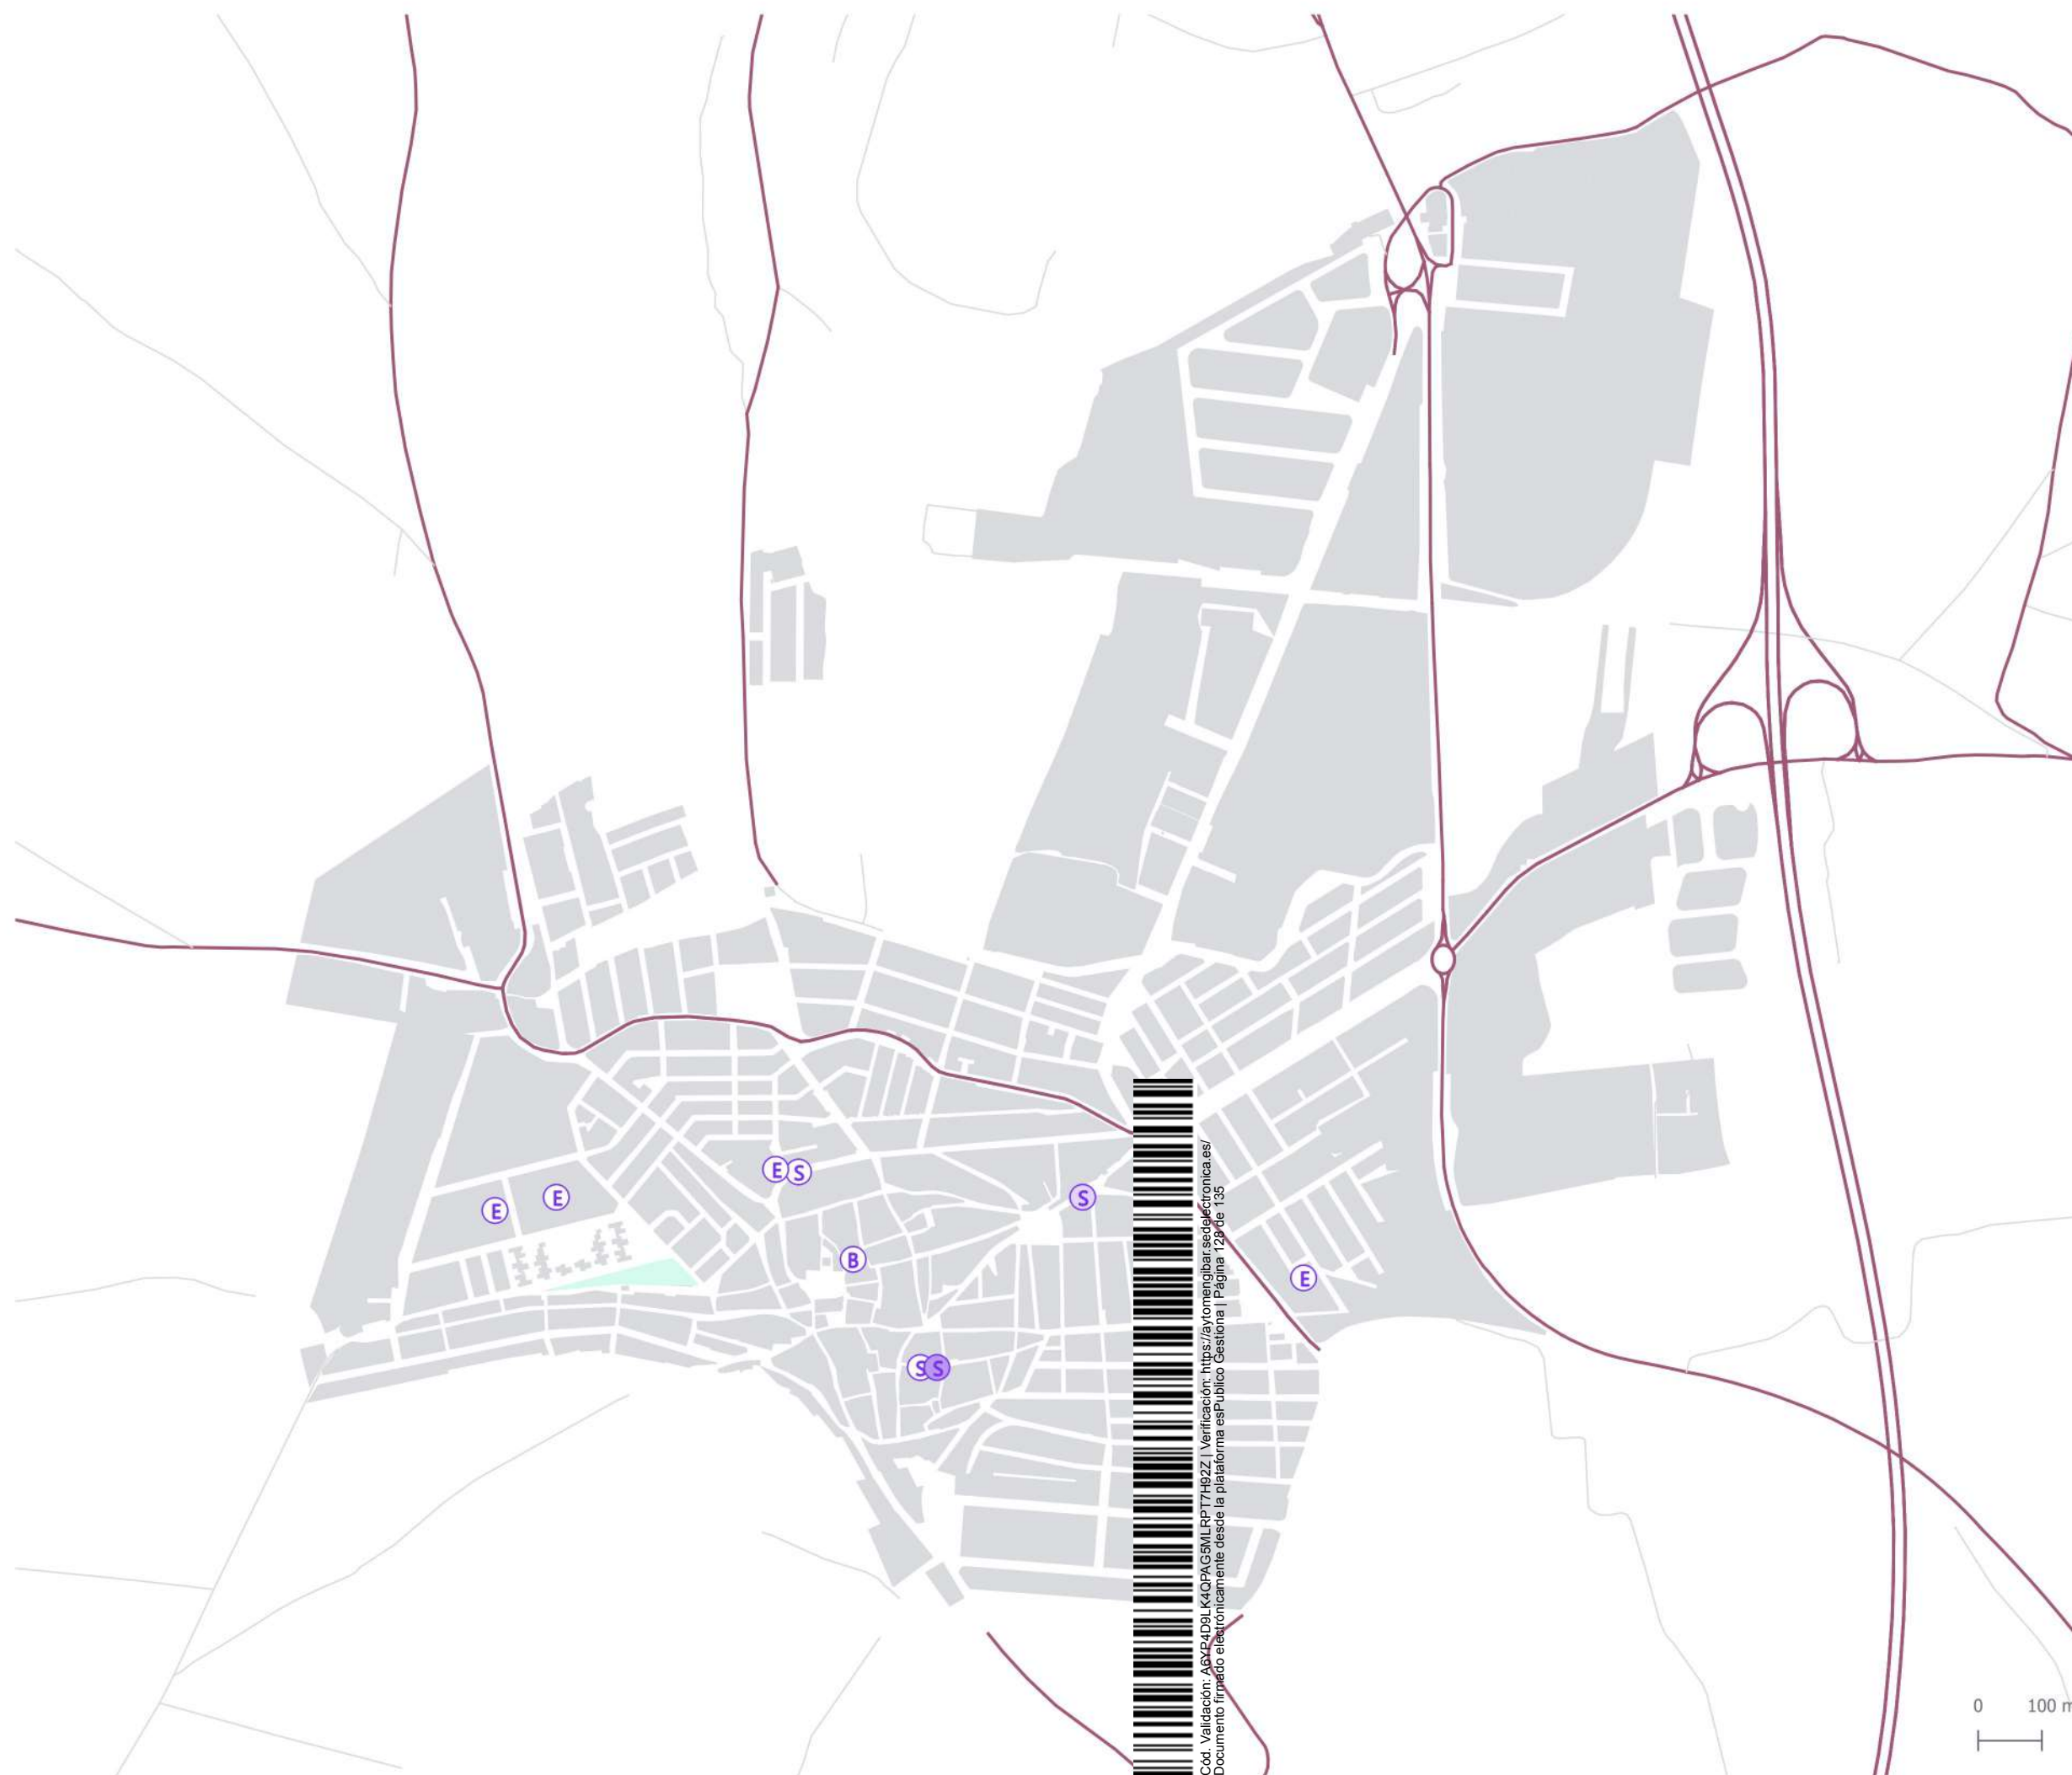 E S
E
E
S
B
E
S S
Cód. Validación: A6YP4D9LK4QPAG5MLRPT7H92Z | Verificación: https://aytomengibar.sedelectronica.es/
Documento firmado electrónicamente desde la plataforma esPublico Gestiona | Página 128 de 135
0 100 m